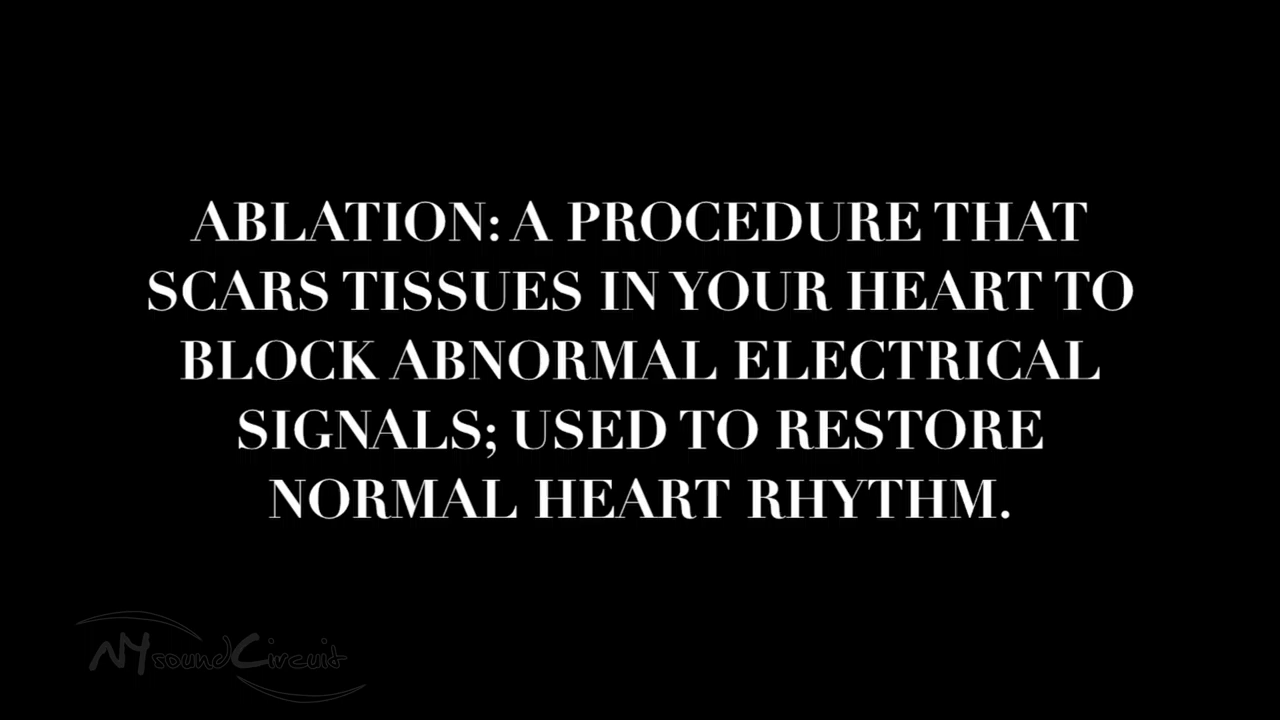 ABLATION: A PROCEDURE THAT
SCARS TISSUES IN YOUR HEART TO
BLOCK ABNORMAL ELECTRICAL
SIGNALS; USED TO RESTORE
NORMAL HEART RHYTHM.
NYsoundCircuit